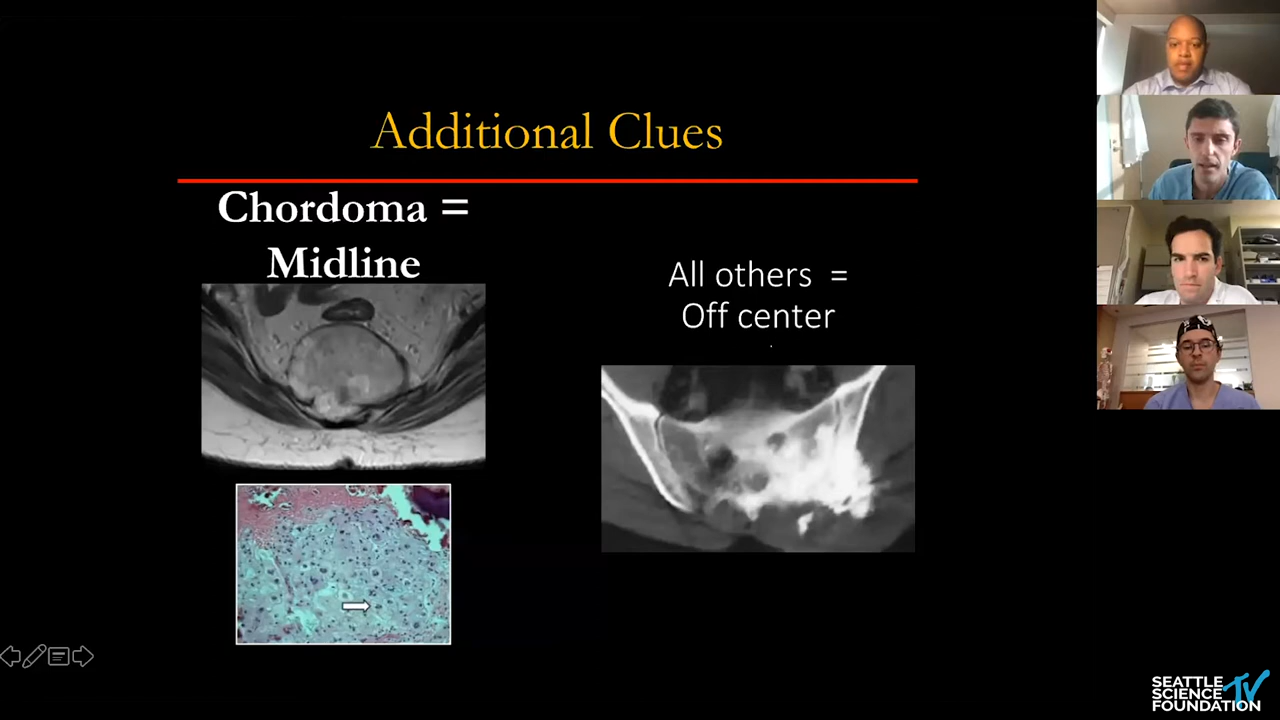 Additional Clues
Chordoma =
Midline
All others =
Off center
SEATTLE
SCIENCE
FOUNDATION
TV